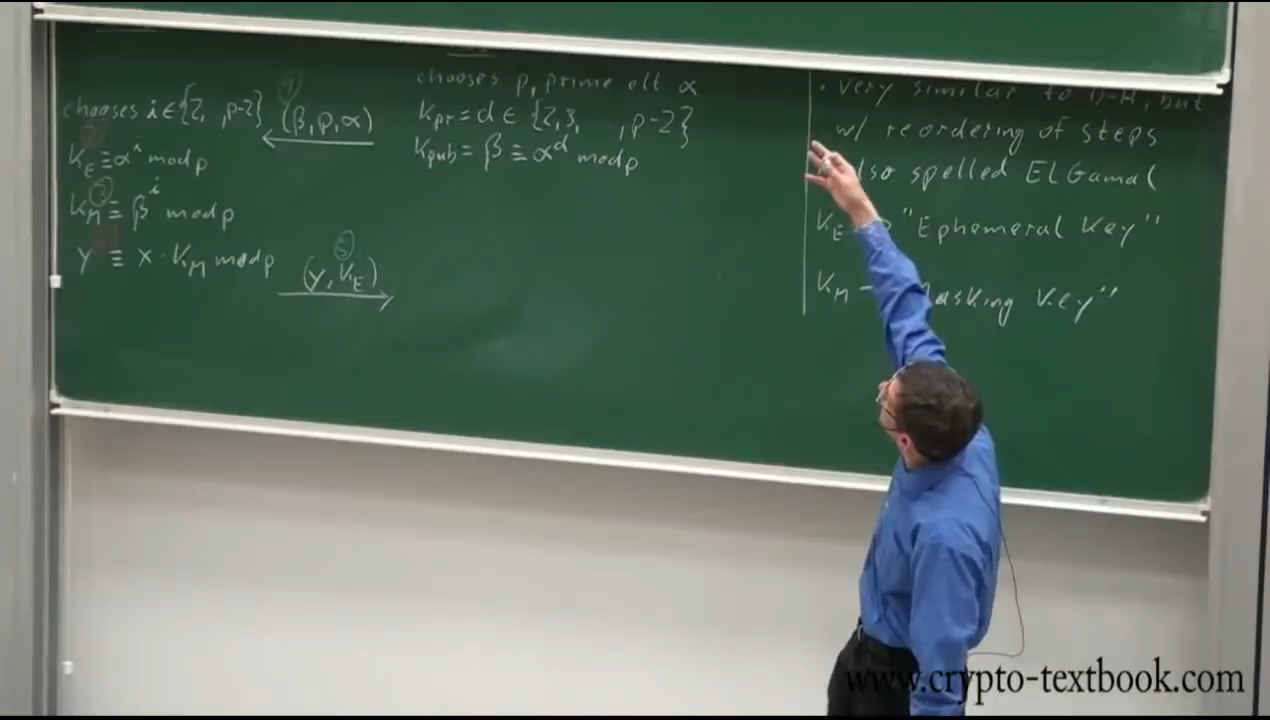 chooses i ∈ {2, ,p-2}
K_E ≡ α^i mod p
K_M ≡ β^i mod p
y ≡ x · K_M mod p
(β, p, α)
(y, K_E)
5
chooses p, prime elt α
K_pr = d ∈ {2,3, ,p-2}
K_pub = β ≡ α^d mod p
· very similar to D-H, but
w/ reordering of steps
also spelled ELGamal
K_E "Ephemeral Key"
K_M - Masking Key"
www.crypto-textbook.com